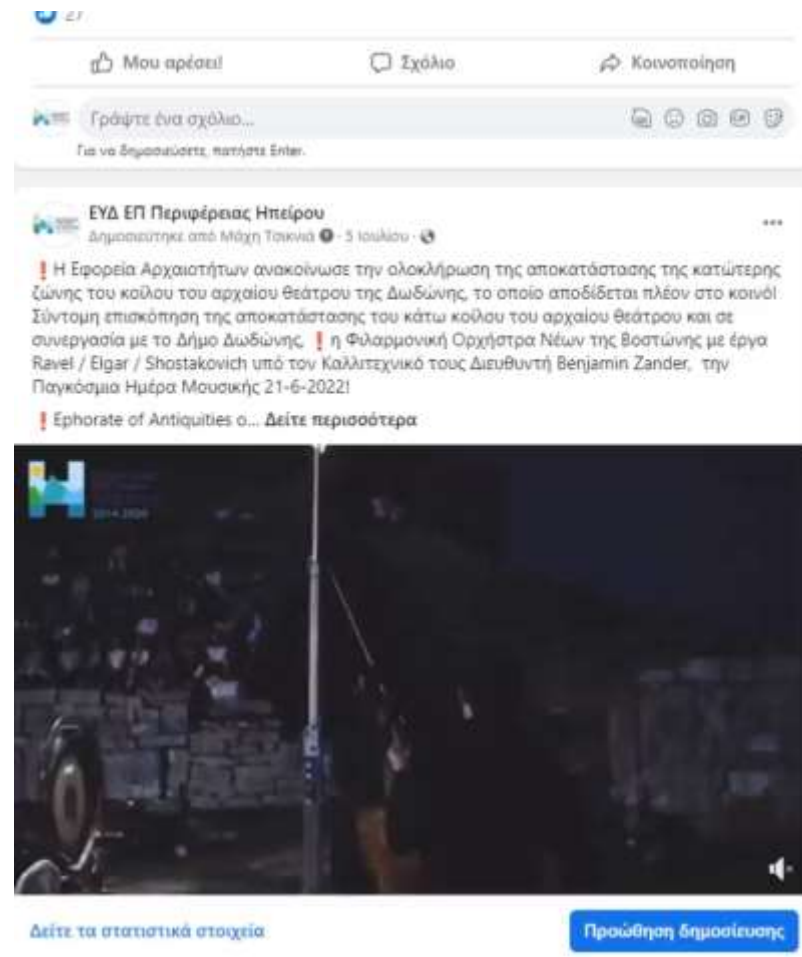 27
Μου αρέσει!
Σχόλιο
Κοινοποίηση
Γράψτε ένα σχόλιο...
Για να δημοσιεύσετε, πατήστε Enter.
ΕΥΔ ΕΠ Περιφέρειας Ηπείρου
Δημοσιεύτηκε από Μάχη Τσικνιά · 5 Ιουλίου ·
❗Η Εφορεία Αρχαιοτήτων ανακοίνωσε την ολοκλήρωση της αποκατάστασης της κατώτερης
ζώνης του κοίλου του αρχαίου θεάτρου της Δωδώνης, το οποίο αποδίδεται πλέον στο κοινό!
Σύντομη επισκόπηση της αποκατάστασης του κάτω κοίλου του αρχαίου θεάτρου και σε
συνεργασία με το Δήμο Δωδώνης, ❗η Φιλαρμονική Ορχήστρα Νέων της Βοστώνης με έργα
Ravel / Elgar / Shostakovich υπό τον Καλλιτεχνικό τους Διευθυντή Benjamin Zander, την
Παγκόσμια Ημέρα Μουσικής 21-6-2022!
❗Ephorate of Antiquities o... Δείτε περισσότερα
2014-2020
Δείτε τα στατιστικά στοιχεία
Προώθηση δημοσίευσης